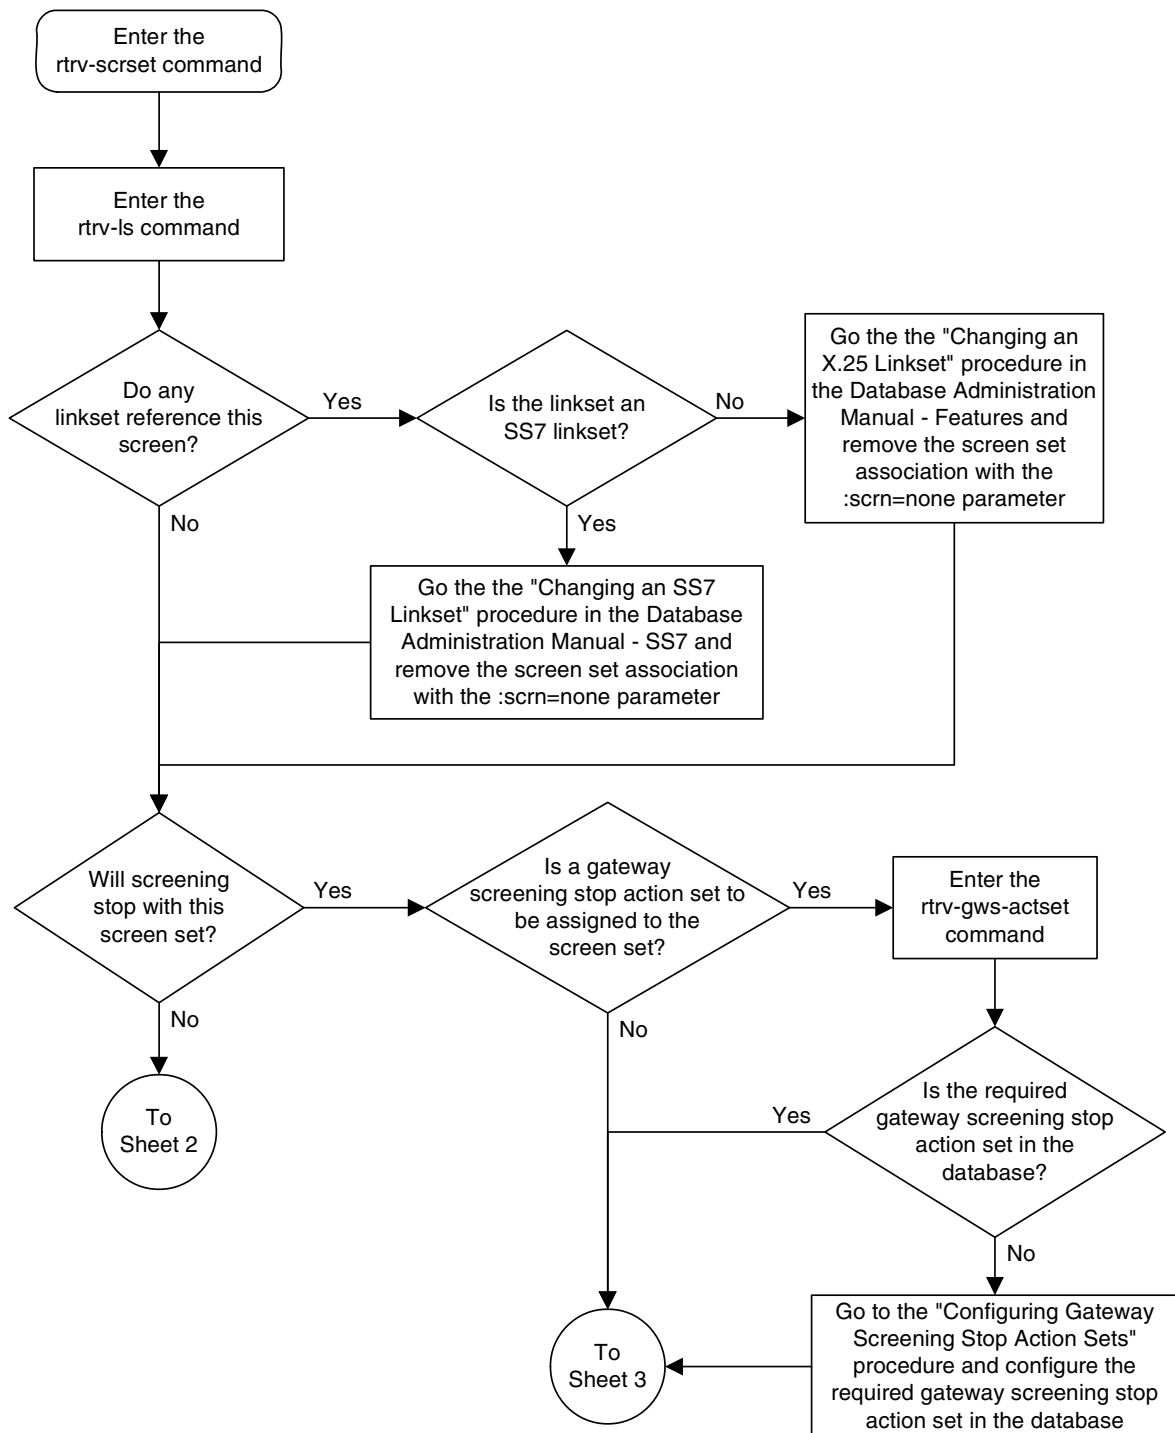 Enter the
rtrv-scrset command
Enter the
rtrv-ls command
Do any
linkset reference this
screen?
Yes
No
Is the linkset an
SS7 linkset?
No
Yes
Go the the "Changing an
X.25 Linkset" procedure in
the Database Administration
Manual - Features and
remove the screen set
association with the
:scrn=none parameter
Go the the "Changing an SS7
Linkset" procedure in the Database
Administration Manual - SS7 and
remove the screen set association
with the :scrn=none parameter
Will screening
stop with this
screen set?
Yes
No
To
Sheet 2
Is a gateway
screening stop action set to
be assigned to the
screen set?
Yes
No
Enter the
rtrv-gws-actset
command
Is the required
gateway screening stop
action set in the
database?
Yes
No
To
Sheet 3
Go to the "Configuring Gateway
Screening Stop Action Sets"
procedure and configure the
required gateway screening stop
action set in the database